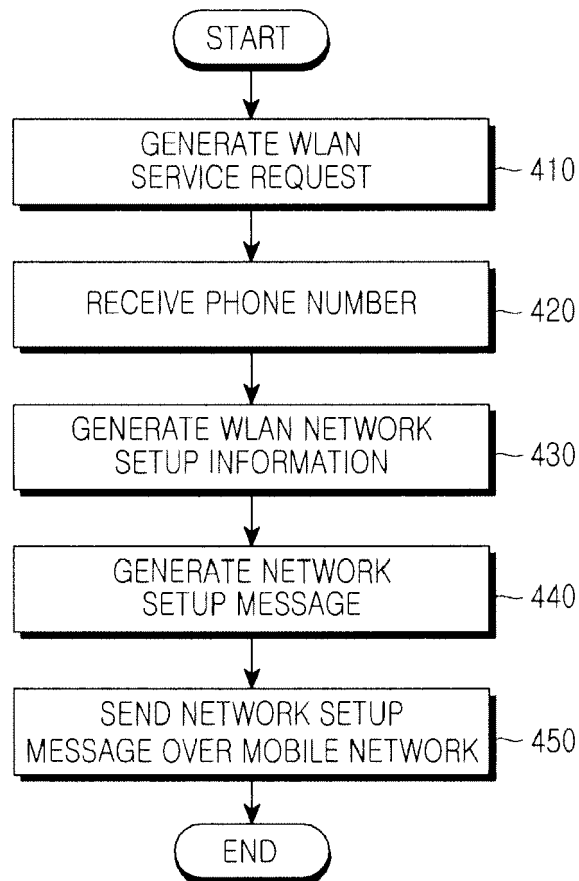 START
GENERATE WLAN
SERVICE REQUEST
410
RECEIVE PHONE NUMBER
420
GENERATE WLAN NETWORK
SETUP INFORMATION
430
GENERATE NETWORK
SETUP MESSAGE
440
SEND NETWORK SETUP
MESSAGE OVER MOBILE NETWORK
450
END